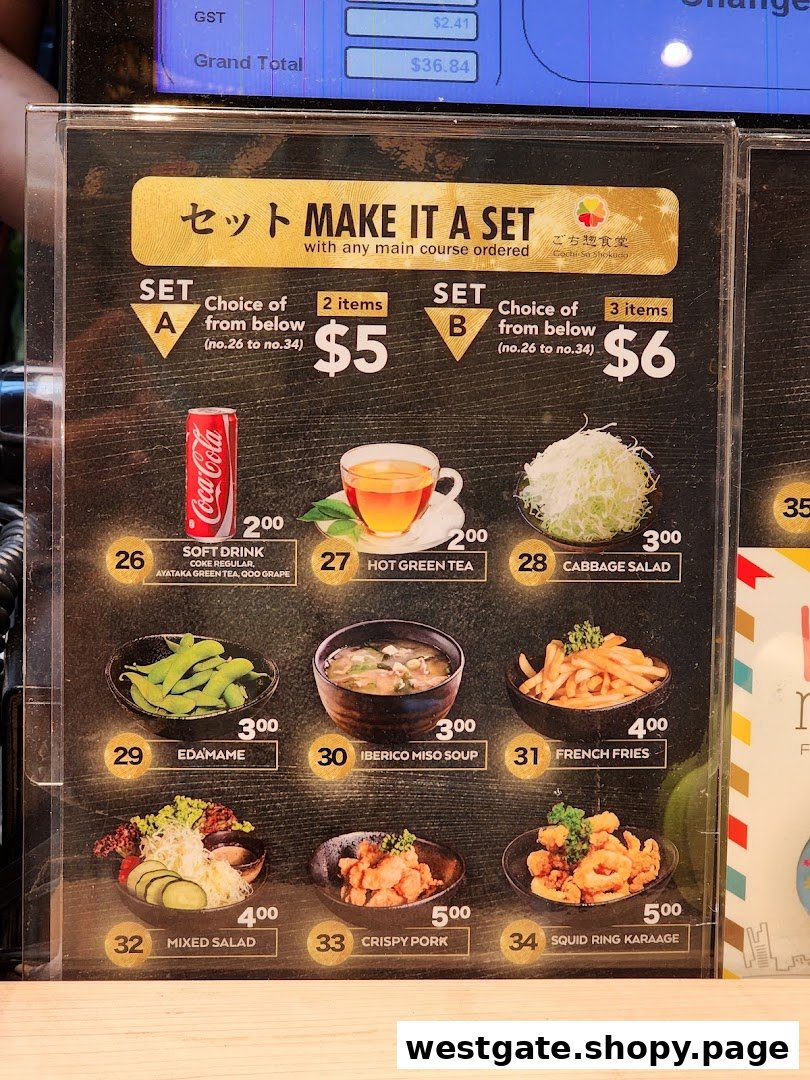 GST
$2.41
Grand Total
$36.84
Change
セット MAKE IT A SET
with any main course ordered
ごち惣食堂
Gochi-So Shokudo
SET
A
Choice of
from below
(no.26 to no.34)
2 items
$5
SET
B
Choice of
from below
(no.26 to no.34)
3 items
$6
Coca-Cola
2.00
26
SOFT DRINK
COKE REGULAR,
AYATAKA GREEN TEA, QOO GRAPE
2.00
27
HOT GREEN TEA
3.00
28
CABBAGE SALAD
35
3.00
29
EDAMAME
3.00
30
IBERICO MISO SOUP
4.00
31
FRENCH FRIES
4.00
32
MIXED SALAD
5.00
33
CRISPY PORK
5.00
34
SQUID RING KARAAGE
westgate.shopy.page